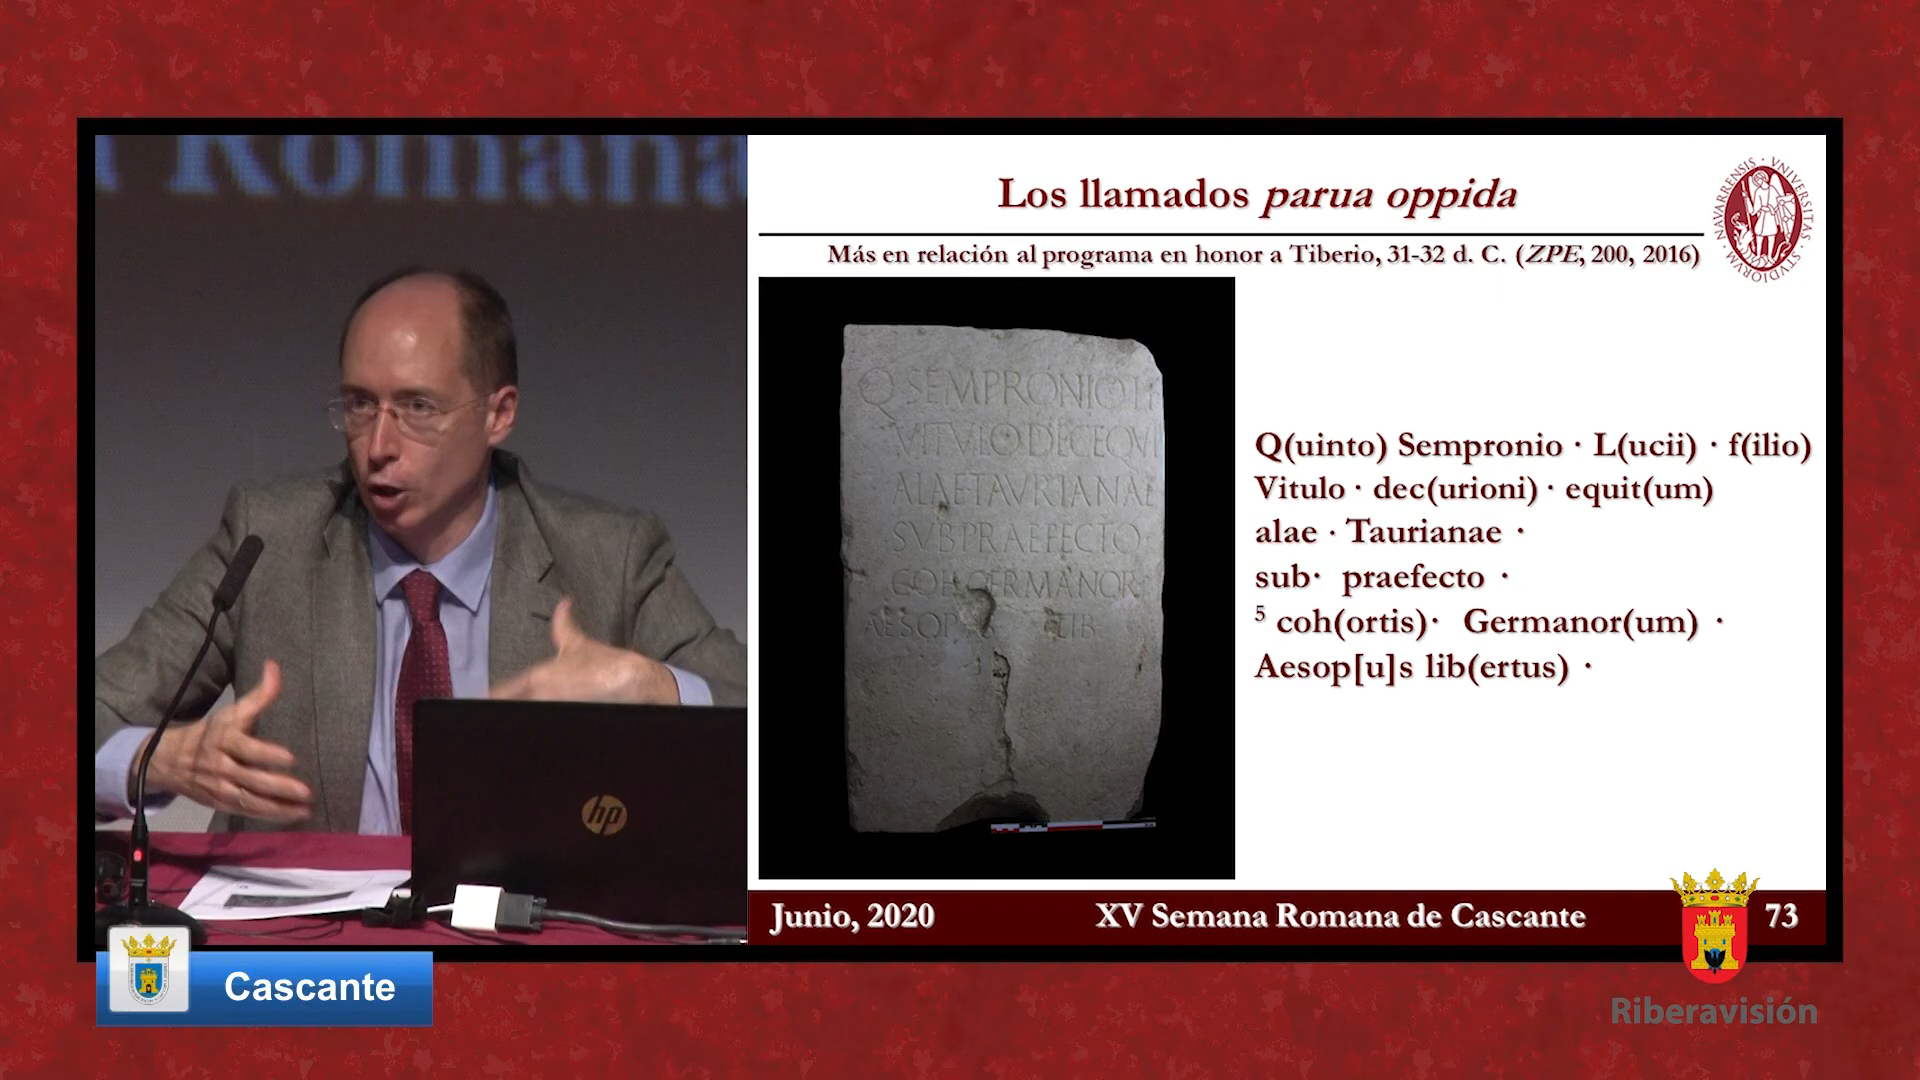 Romana
Los llamados parua oppida
Más en relación al programa en honor a Tiberio, 31-32 d. C. (ZPE, 200, 2016)
NAVARRENSIS · VNIVERSITAS
STVDIORVM
Q SEMPRONIO L F
VITVLO DEC EQVI
ALAE TAVRIANAE
SVB PRAEFECTO
COH GERMANOR
AESOP S LIB
Q(uinto) Sempronio · L(ucii) · f(ilio)
Vitulo · dec(urioni) · equit(um)
alae · Taurianae ·
sub· praefecto ·
5 coh(ortis)· Germanor(um) ·
Aesop[u]s lib(ertus) ·
hp
Junio, 2020
XV Semana Romana de Cascante
73
Cascante
Riberavisión